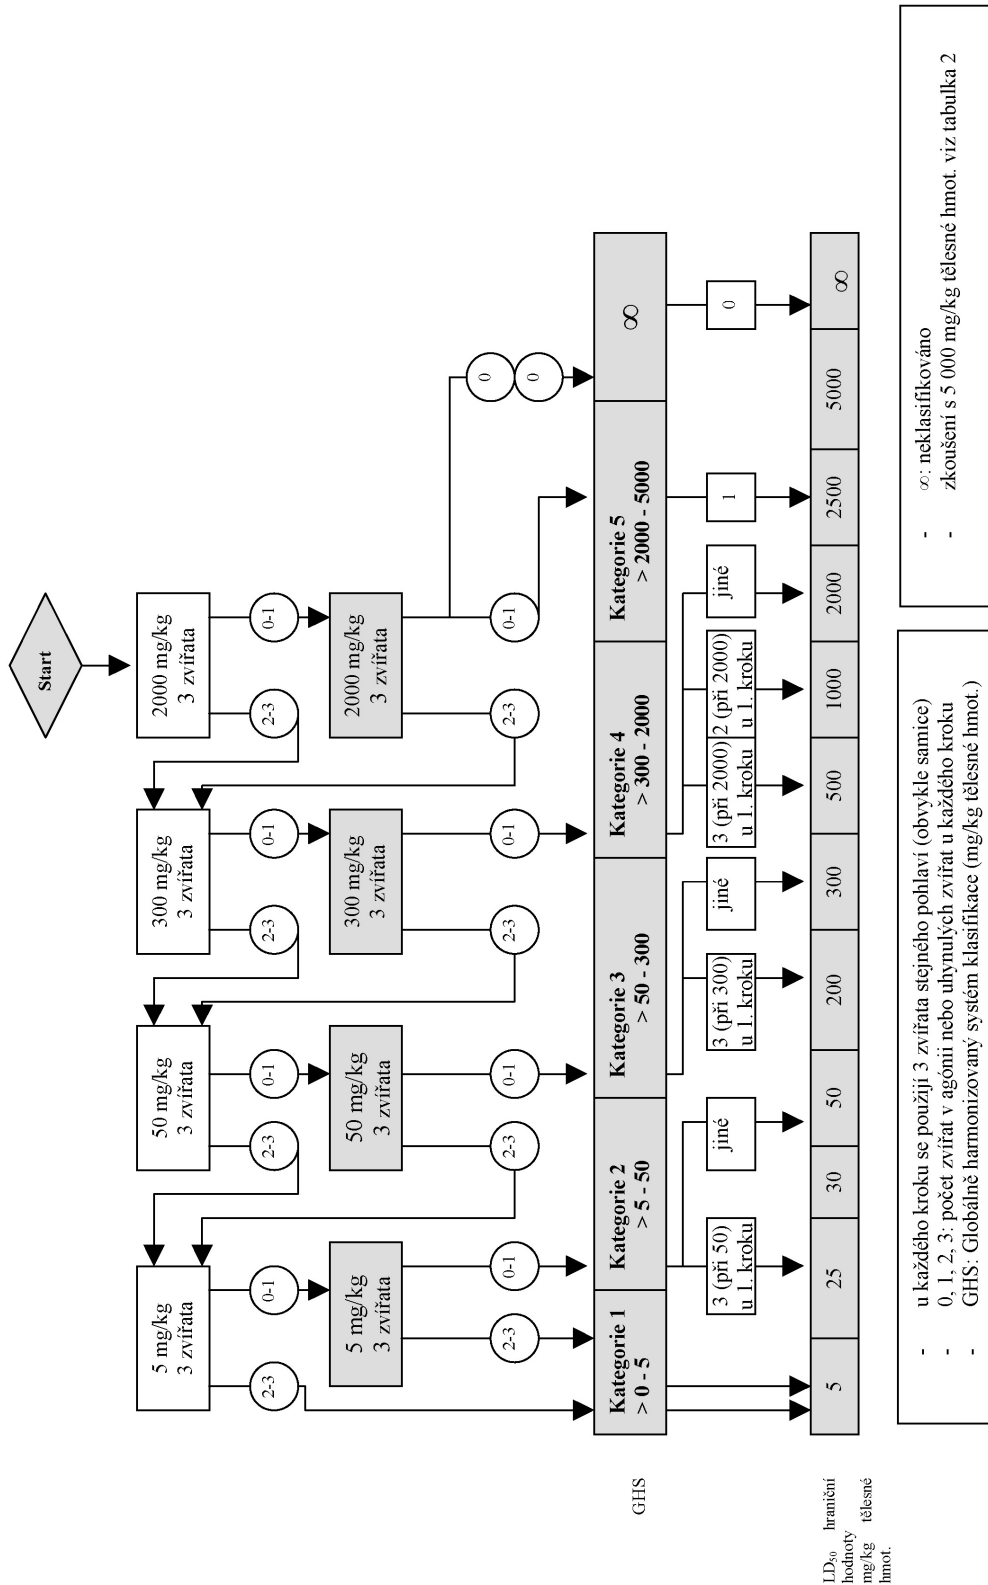 Start
5 mg/kg
3 zvířata
50 mg/kg
3 zvířata
300 mg/kg
3 zvířata
2000 mg/kg
3 zvířata
2-3
0-1
2-3
0-1
2-3
0-1
2-3
0-1
5 mg/kg
3 zvířata
50 mg/kg
3 zvířata
300 mg/kg
3 zvířata
2000 mg/kg
3 zvířata
2-3
0-1
2-3
0-1
2-3
0-1
2-3
0-1
0
0
GHS
Kategorie 1
> 0 - 5
Kategorie 2
> 5 - 50
Kategorie 3
> 50 - 300
Kategorie 4
> 300 - 2000
Kategorie 5
> 2000 - 5000
∞
3 (při 50)
u 1. kroku
jiné
3 (při 300)
u 1. kroku
jiné
3 (při 2000)
u 1. kroku
2 (při 2000)
u 1. kroku
jiné
1
0
LD50 hraniční
hodnoty
mg/kg tělesné
hmot.
5
25
30
50
200
300
500
1000
2000
2500
5000
∞
- u každého kroku se použijí 3 zvířata stejného pohlaví (obvykle samice)
- 0, 1, 2, 3: počet zvířat v agónii nebo uhynulých zvířat u každého kroku
- GHS: Globálně harmonizovaný systém klasifikace (mg/kg tělesné hmot.)
- ∞: neklasifikováno
- zkoušení s 5 000 mg/kg tělesné hmot. viz tabulka 2